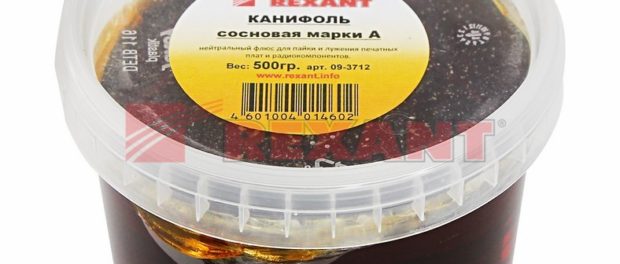 REXANT
КАНИФОЛЬ
сосновая марки А
нейтральный флюс для пайки и лужения печатных
плат и радиокомпонентов
Вес: 500гр. арт. 09-3712
www.rexant.info
4 601004 014602
REXANT®